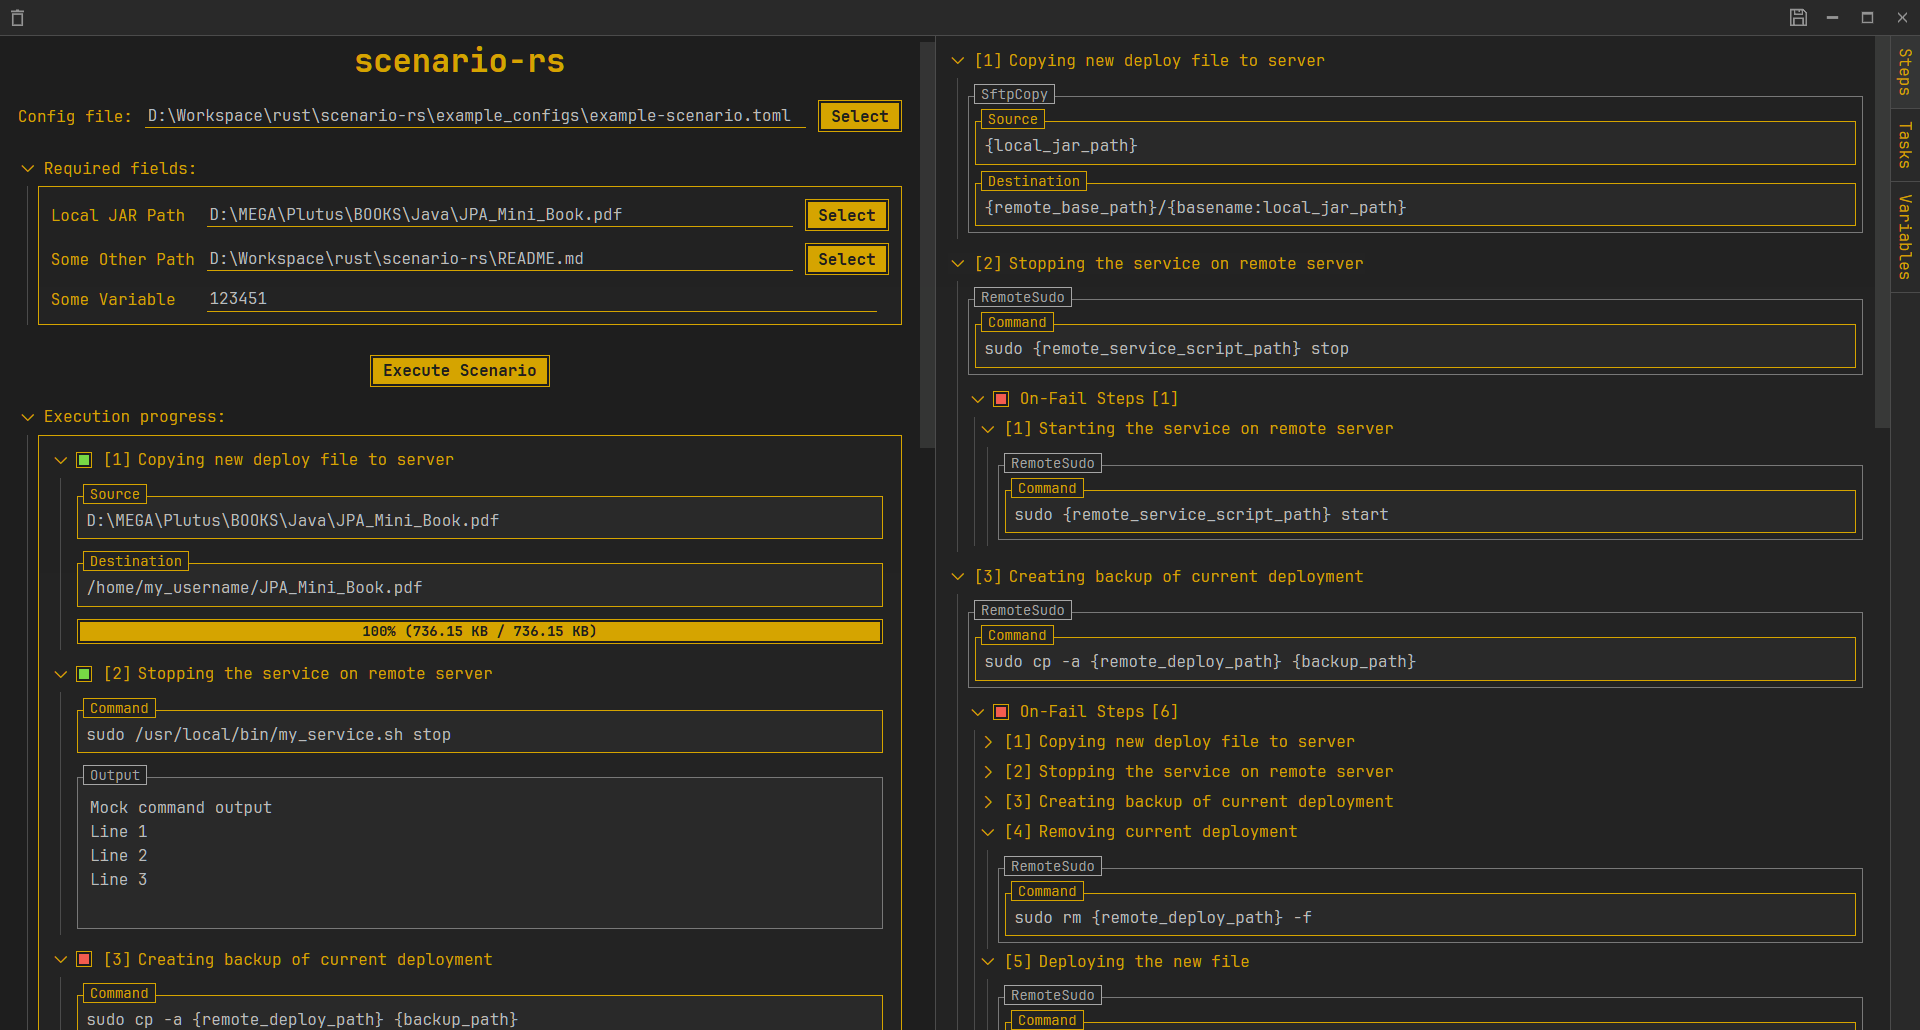 scenario-rs
Config file: D:\Workspace\rust\scenario-rs\example_configs\example-scenario.toml Select
Required fields:
Local JAR Path D:\MEGA\Plutus\BOOKS\Java\JPA_Mini_Book.pdf Select
Some Other Path D:\Workspace\rust\scenario-rs\README.md Select
Some Variable 123451
Execute Scenario
Execution progress:
[1] Copying new deploy file to server
Source
D:\MEGA\Plutus\BOOKS\Java\JPA_Mini_Book.pdf
Destination
/home/my_username/JPA_Mini_Book.pdf
100% (736.15 KB / 736.15 KB)
[2] Stopping the service on remote server
Command
sudo /usr/local/bin/my_service.sh stop
Output
Mock command output
Line 1
Line 2
Line 3
[3] Creating backup of current deployment
Command
sudo cp -a {remote_deploy_path} {backup_path}
[1] Copying new deploy file to server
SftpCopy
Source
{local_jar_path}
Destination
{remote_base_path}/{basename:local_jar_path}
[2] Stopping the service on remote server
RemoteSudo
Command
sudo {remote_service_script_path} stop
On-Fail Steps [1]
[1] Starting the service on remote server
RemoteSudo
Command
sudo {remote_service_script_path} start
[3] Creating backup of current deployment
RemoteSudo
Command
sudo cp -a {remote_deploy_path} {backup_path}
On-Fail Steps [6]
[1] Copying new deploy file to server
[2] Stopping the service on remote server
[3] Creating backup of current deployment
[4] Removing current deployment
RemoteSudo
Command
sudo rm {remote_deploy_path} -f
[5] Deploying the new file
RemoteSudo
Command
Steps
Tasks
Variables